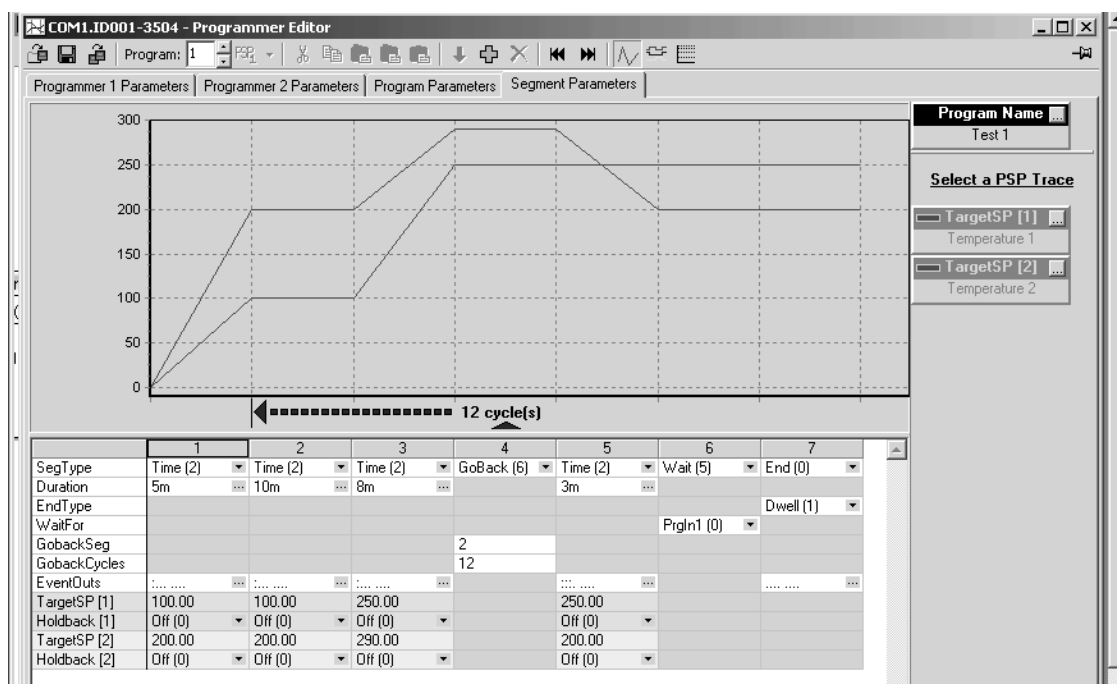 COM1.ID001-3504 - Programmer Editor
Program: 1
Programmer 1 Parameters Programmer 2 Parameters Program Parameters Segment Parameters
Program Name ...
Test 1
Select a PSP Trace
TargetSP [1] ...
Temperature 1
TargetSP [2] ...
Temperature 2
300
250
200
150
100
50
0
12 cycle(s)
1 2 3 4 5 6 7
SegType Time (2) Time (2) Time (2) GoBack (6) Time (2) Wait (5) End (0)
Duration 5m ... 10m ... 8m ... 3m ...
EndType Dwell (1)
WaitFor PrgIn1 (0)
GobackSeg 2
GobackCycles 12
EventOuts :... .... ... :... .... ... :... .... ... ::::. .... ... .... .... ...
TargetSP [1] 100.00 100.00 250.00 250.00
Holdback [1] Off (0) Off (0) Off (0) Off (0)
TargetSP [2] 200.00 200.00 290.00 200.00
Holdback [2] Off (0) Off (0) Off (0) Off (0)